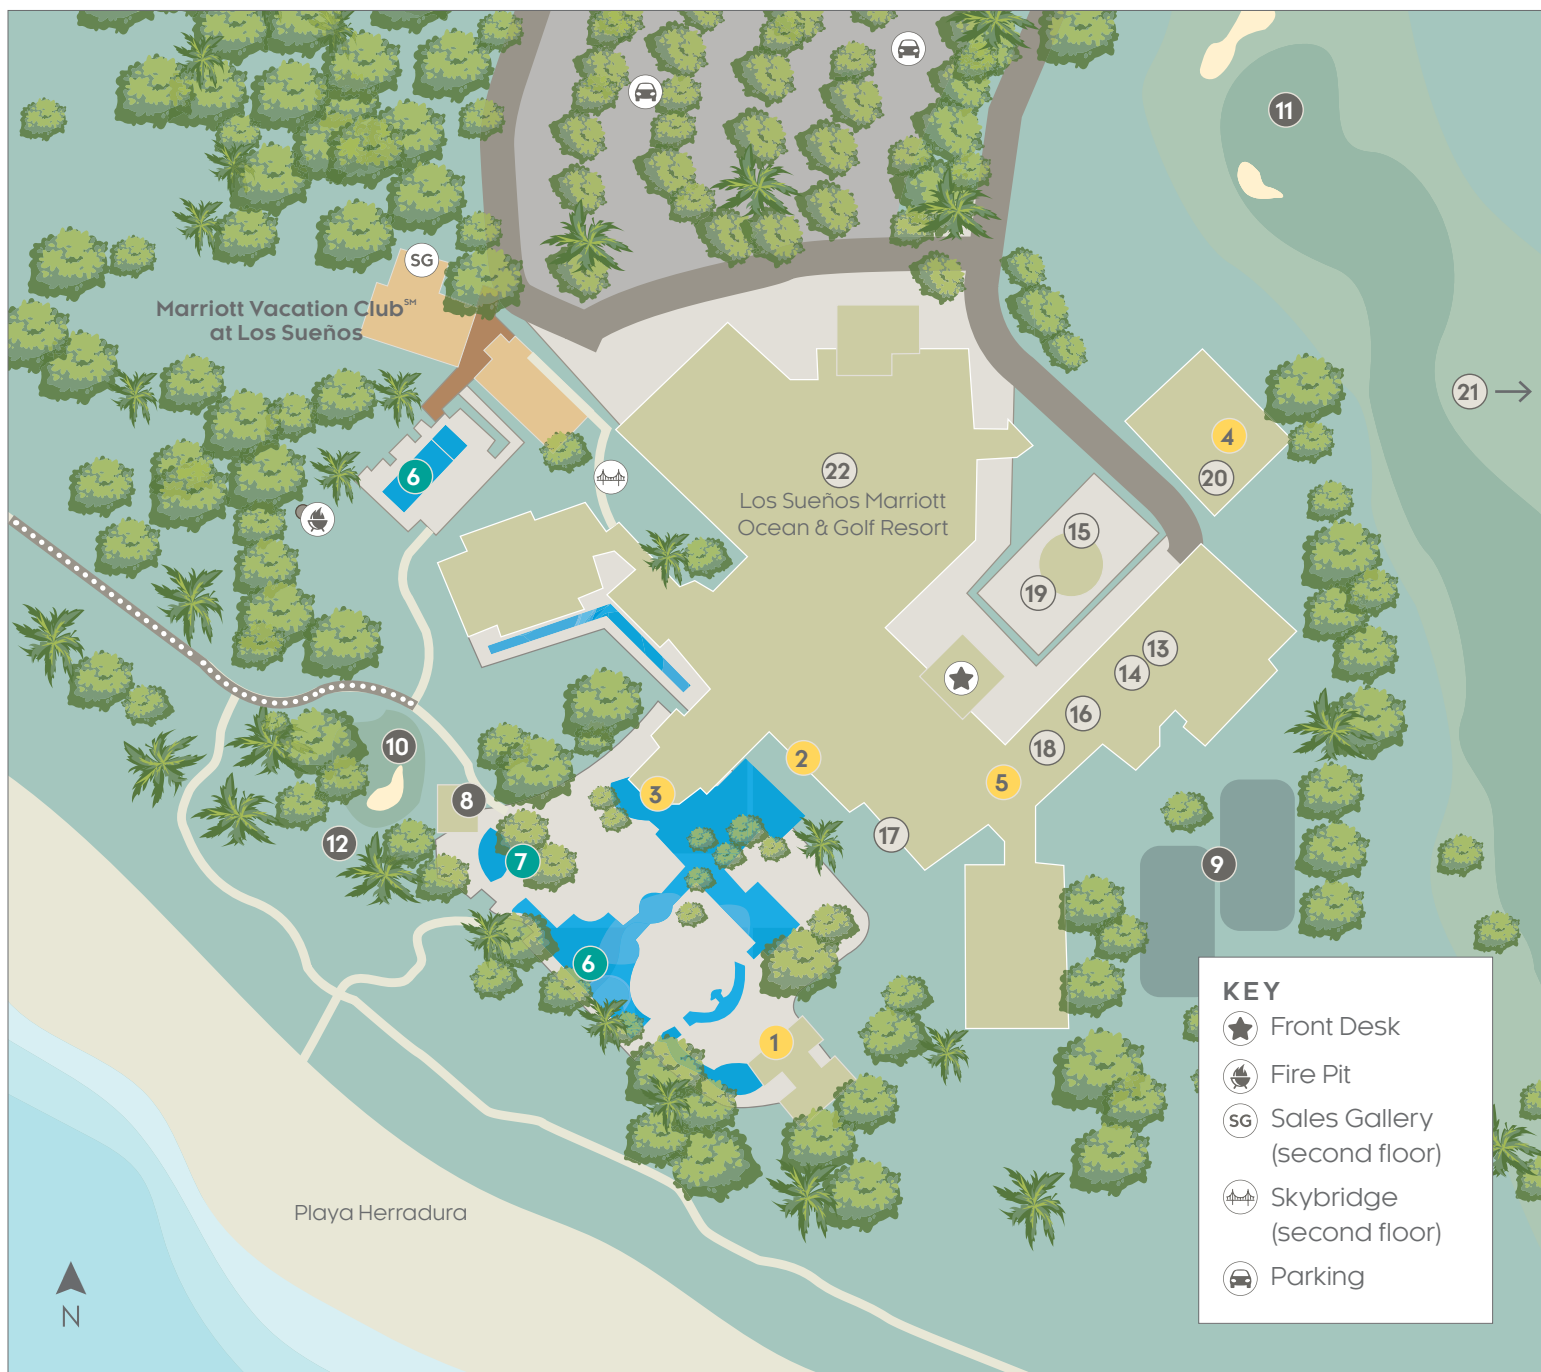 11
SG
Marriott Vacation Club℠
at Los Sueños
21
4
20
22
Los Sueños Marriott
Ocean & Golf Resort
6
15
19
13
14
16
18
10
2
5
3
8
17
12
7
9
6
1
KEY
Front Desk
Fire Pit
SG Sales Gallery
(second floor)
Skybridge
(second floor)
Parking
Playa Herradura
N